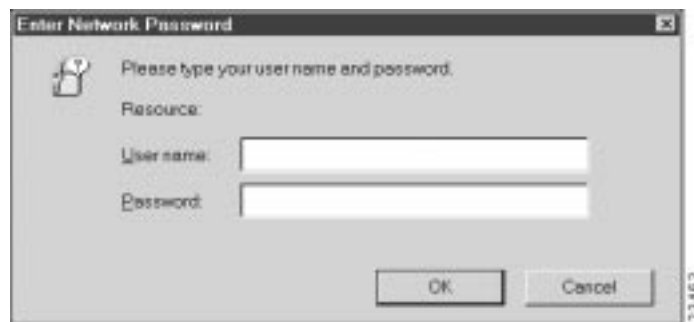 Enter Network Password
Please type your user name and password.
Resource:
User name:
Password:
OK
Cancel